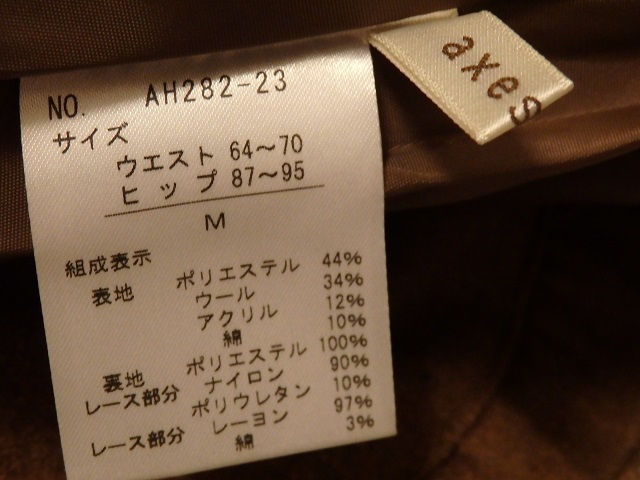 NO. AH282-23
サイズ
ウエスト 64~70
ヒップ 87~95
M
組成表示
表地 ポリエステル 44%
ウール 34%
アクリル 12%
綿 10%
裏地 ポリエステル 100%
レース部分 ナイロン 90%
ポリウレタン 10%
レース部分 レーヨン 97%
綿 3%
axes